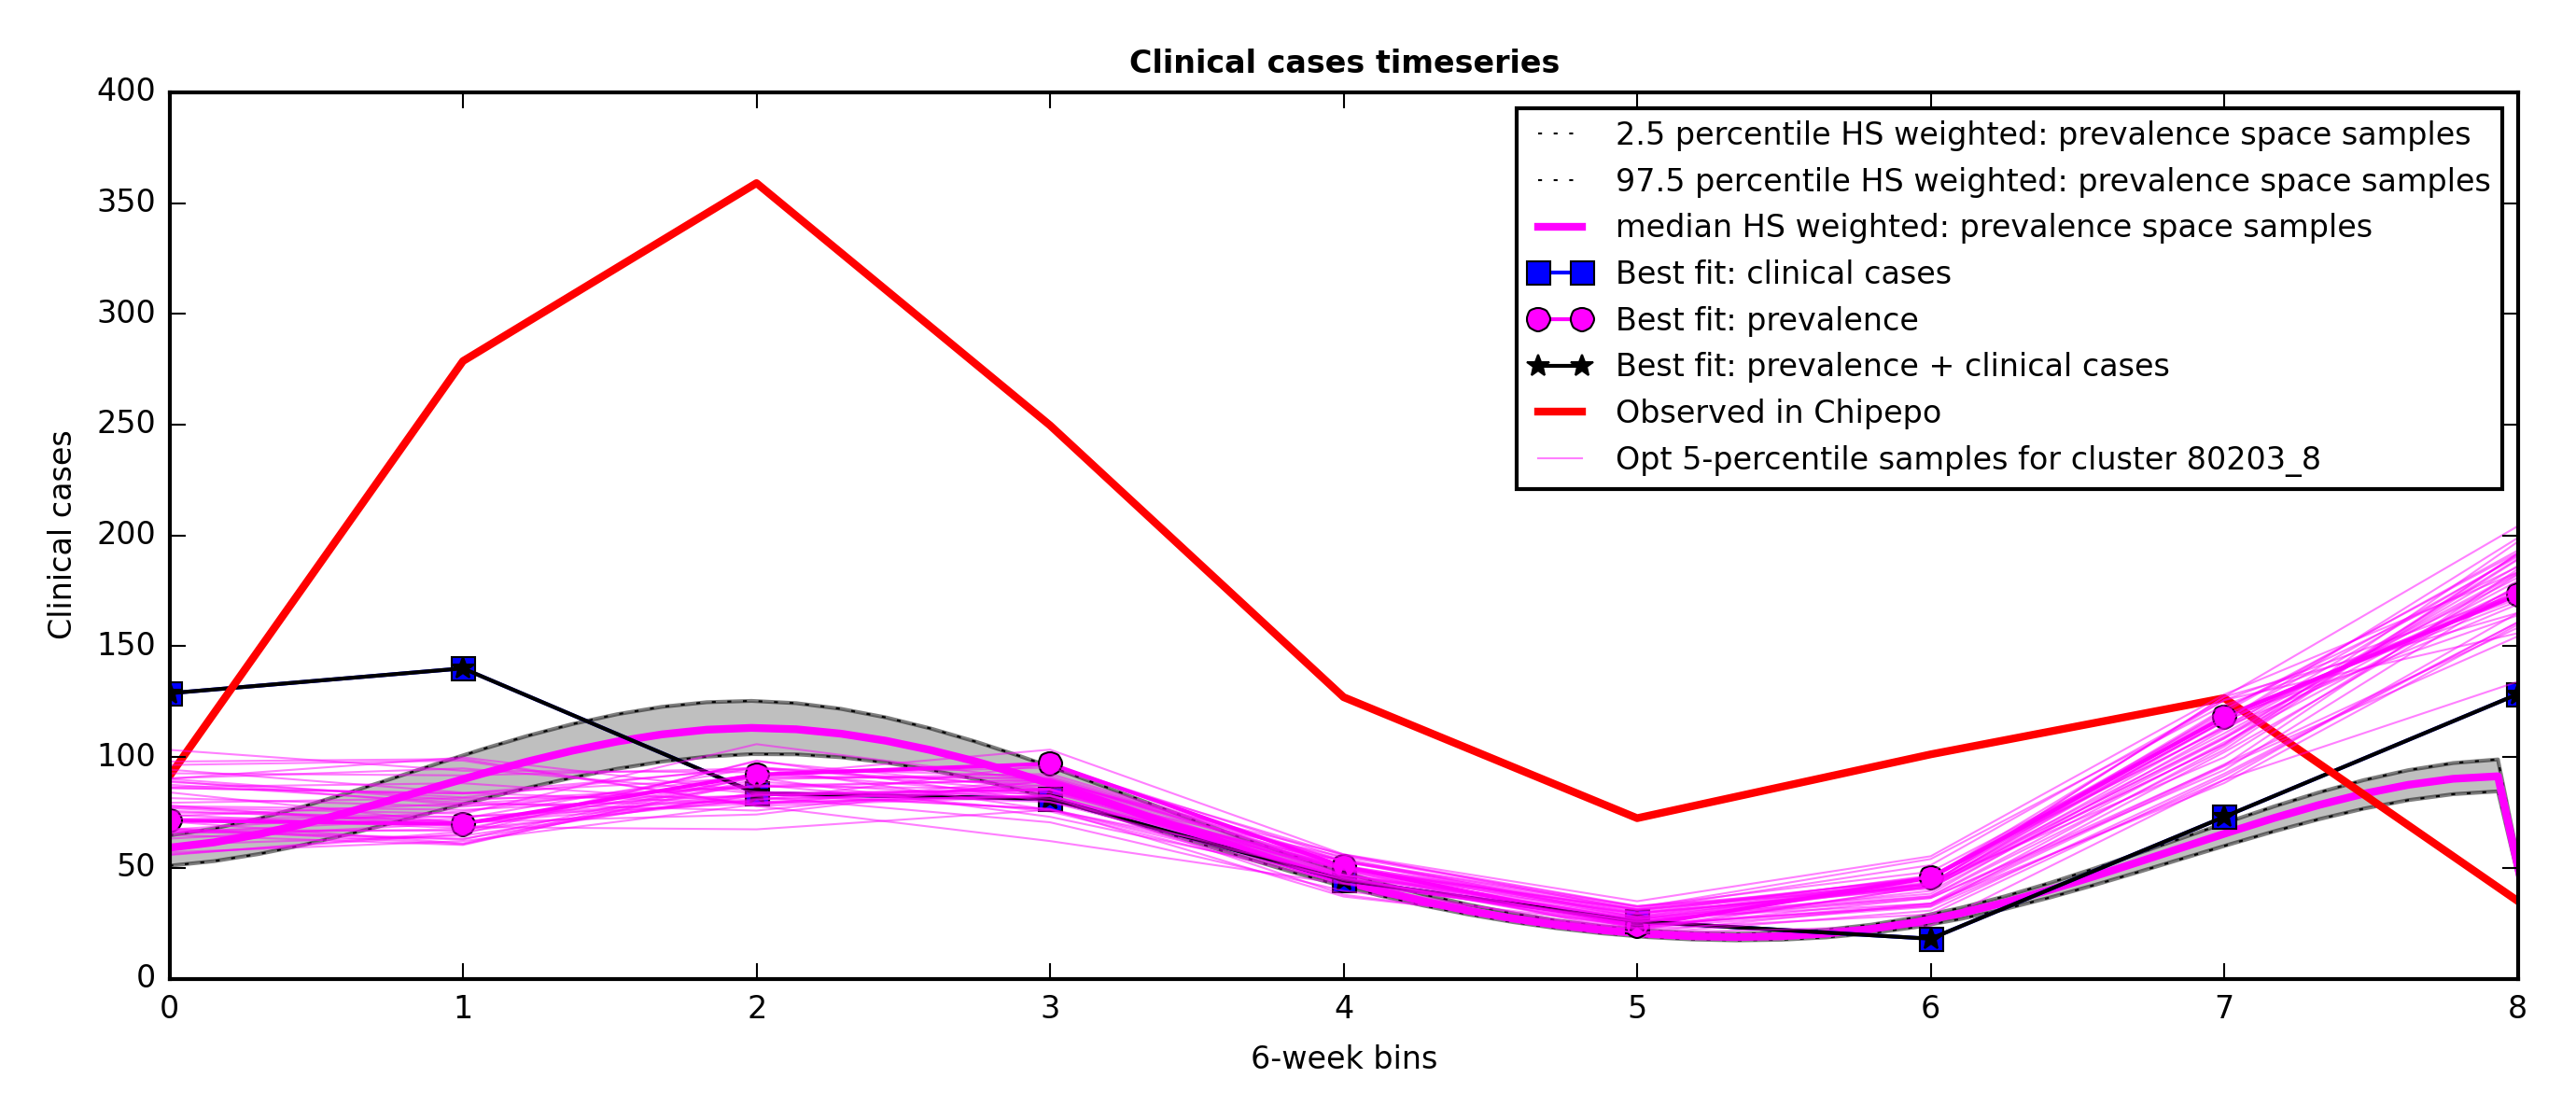 Clinical cases timeseries
400
350
300
250
200
150
100
50
0
Clinical cases
2.5 percentile HS weighted: prevalence space samples
97.5 percentile HS weighted: prevalence space samples
median HS weighted: prevalence space samples
Best fit: clinical cases
Best fit: prevalence
Best fit: prevalence + clinical cases
Observed in Chipepo
Opt 5-percentile samples for cluster 80203_8
0 1 2 3 4 5 6 7 8
6-week bins